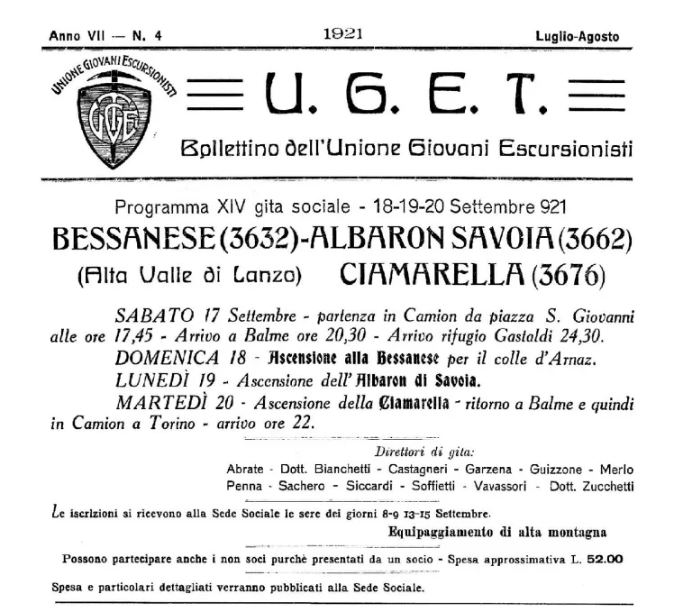 Anno VII — N. 4 1921 Luglio-Agosto
UNIONE GIOVANI ESCURSIONISTI
U. G. E. T.
Bollettino dell'Unione Giovani Escursionisti
Programma XIV gita sociale - 18-19-20 Settembre 921
BESSANESE (3632)-ALBARON SAVOIA (3662)
(Alta Valle di Lanzo) CIAMARELLA (3676)
SABATO 17 Settembre - partenza in Camion da piazza S. Giovanni
alle ore 17,45 - Arrivo a Balme ore 20,30 - Arrivo rifugio Gastaldi 24,30.
DOMENICA 18 - Ascensione alla Bessanese per il colle d'Arnaz.
LUNEDÌ 19 - Ascensione dell'Albaron di Savoia.
MARTEDÌ 20 - Ascensione della Ciamarella - ritorno a Balme e quindi
in Camion a Torino - arrivo ore 22.
Direttori di gita:
Abrate - Dott. Bianchetti - Castagneri - Garzena - Guizzone - Merlo
Penna - Sachero - Siccardi - Soffietti - Vavassori - Dott. Zucchetti
Le iscrizioni si ricevono alla Sede Sociale le sere dei giorni 8-9 13-15 Settembre.
Equipaggiamento di alta montagna
Possono partecipare anche i non soci purchè presentati da un socio - Spesa approssimativa L. 52.00
Spesa e particolari dettagliati verranno pubblicati alla Sede Sociale.